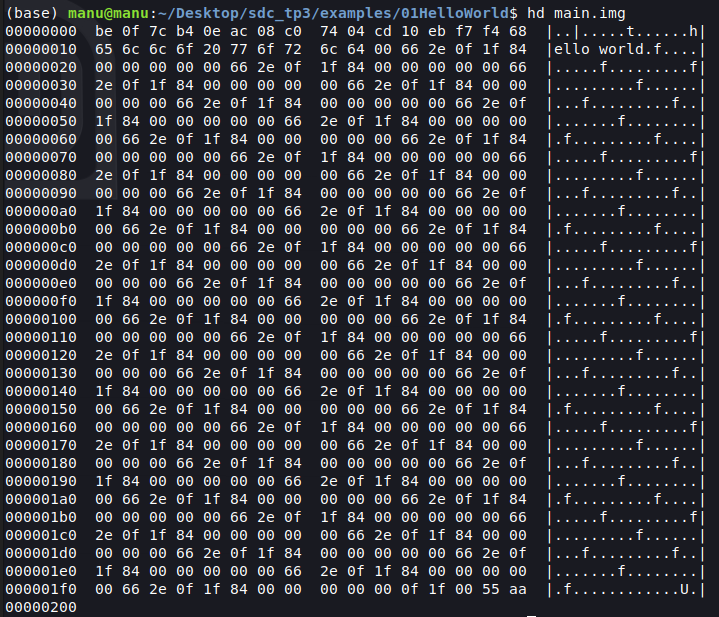 (base) manu@manu:~/Desktop/sdc_tp3/examples/01HelloWorld$ hd main.img
00000000  be 0f 7c b4 0e ac 08 c0  74 04 cd 10 eb f7 f4 68  |..|.....t......h|
00000010  65 6c 6c 6f 20 77 6f 72  6c 64 00 66 2e 0f 1f 84  |ello world.f....|
00000020  00 00 00 00 00 66 2e 0f  1f 84 00 00 00 00 00 66  |.....f.........f|
00000030  2e 0f 1f 84 00 00 00 00  00 66 2e 0f 1f 84 00 00  |.........f......|
00000040  00 00 00 66 2e 0f 1f 84  00 00 00 00 00 66 2e 0f  |...f.........f..|
00000050  1f 84 00 00 00 00 00 66  2e 0f 1f 84 00 00 00 00  |.......f........|
00000060  00 66 2e 0f 1f 84 00 00  00 00 00 66 2e 0f 1f 84  |.f.........f....|
00000070  00 00 00 00 00 66 2e 0f  1f 84 00 00 00 00 00 66  |.....f.........f|
00000080  2e 0f 1f 84 00 00 00 00  00 66 2e 0f 1f 84 00 00  |.........f......|
00000090  00 00 00 66 2e 0f 1f 84  00 00 00 00 00 66 2e 0f  |...f.........f..|
000000a0  1f 84 00 00 00 00 00 66  2e 0f 1f 84 00 00 00 00  |.......f........|
000000b0  00 66 2e 0f 1f 84 00 00  00 00 00 66 2e 0f 1f 84  |.f.........f....|
000000c0  00 00 00 00 00 66 2e 0f  1f 84 00 00 00 00 00 66  |.....f.........f|
000000d0  2e 0f 1f 84 00 00 00 00  00 66 2e 0f 1f 84 00 00  |.........f......|
000000e0  00 00 00 66 2e 0f 1f 84  00 00 00 00 00 66 2e 0f  |...f.........f..|
000000f0  1f 84 00 00 00 00 00 66  2e 0f 1f 84 00 00 00 00  |.......f........|
00000100  00 66 2e 0f 1f 84 00 00  00 00 00 66 2e 0f 1f 84  |.f.........f....|
00000110  00 00 00 00 00 66 2e 0f  1f 84 00 00 00 00 00 66  |.....f.........f|
00000120  2e 0f 1f 84 00 00 00 00  00 66 2e 0f 1f 84 00 00  |.........f......|
00000130  00 00 00 66 2e 0f 1f 84  00 00 00 00 00 66 2e 0f  |...f.........f..|
00000140  1f 84 00 00 00 00 00 66  2e 0f 1f 84 00 00 00 00  |.......f........|
00000150  00 66 2e 0f 1f 84 00 00  00 00 00 66 2e 0f 1f 84  |.f.........f....|
00000160  00 00 00 00 00 66 2e 0f  1f 84 00 00 00 00 00 66  |.....f.........f|
00000170  2e 0f 1f 84 00 00 00 00  00 66 2e 0f 1f 84 00 00  |.........f......|
00000180  00 00 00 66 2e 0f 1f 84  00 00 00 00 00 66 2e 0f  |...f.........f..|
00000190  1f 84 00 00 00 00 00 66  2e 0f 1f 84 00 00 00 00  |.......f........|
000001a0  00 66 2e 0f 1f 84 00 00  00 00 00 66 2e 0f 1f 84  |.f.........f....|
000001b0  00 00 00 00 00 66 2e 0f  1f 84 00 00 00 00 00 66  |.....f.........f|
000001c0  2e 0f 1f 84 00 00 00 00  00 66 2e 0f 1f 84 00 00  |.........f......|
000001d0  00 00 00 66 2e 0f 1f 84  00 00 00 00 00 66 2e 0f  |...f.........f..|
000001e0  1f 84 00 00 00 00 00 66  2e 0f 1f 84 00 00 00 00  |.......f........|
000001f0  00 66 2e 0f 1f 84 00 00  00 00 00 0f 1f 00 55 aa  |.f............U.|
00000200